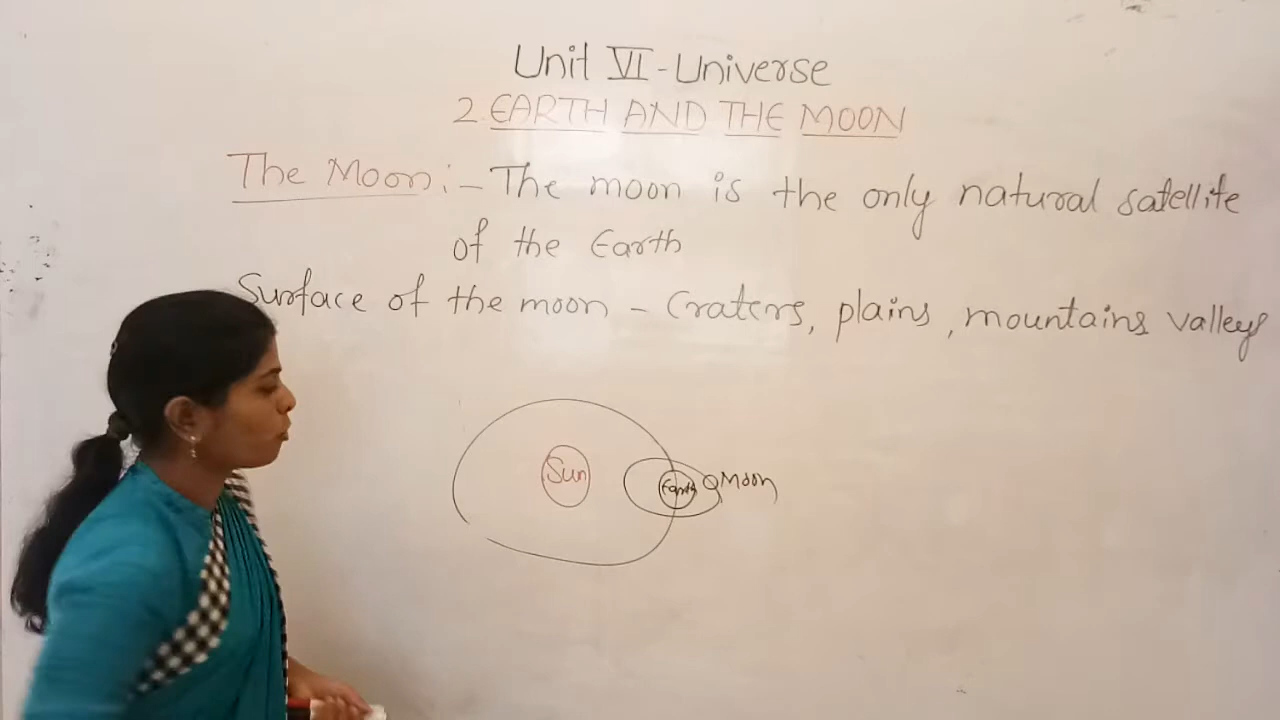 Unit VI - Universe
2. EARTH AND THE MOON
The Moon :- The moon is the only natural satellite
of the Earth
Surface of the moon - Craters, plains, mountains valleys
Sun
Earth
Moon